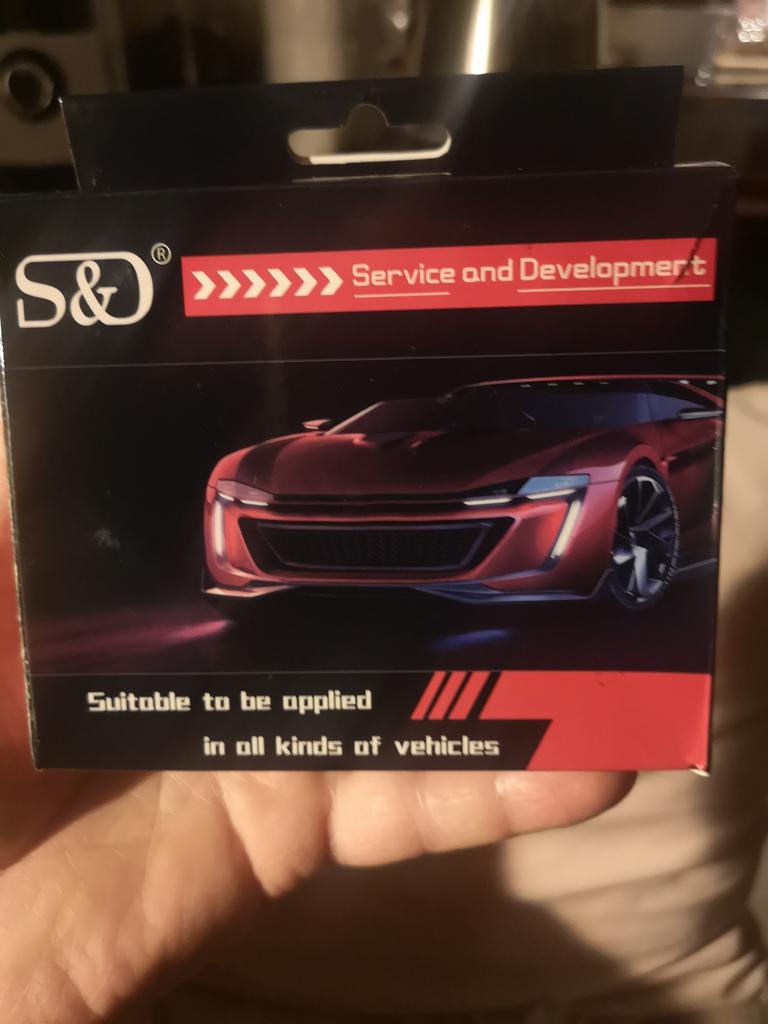 S&D®
Service and Development
Suitable to be applied
in all kinds of vehicles